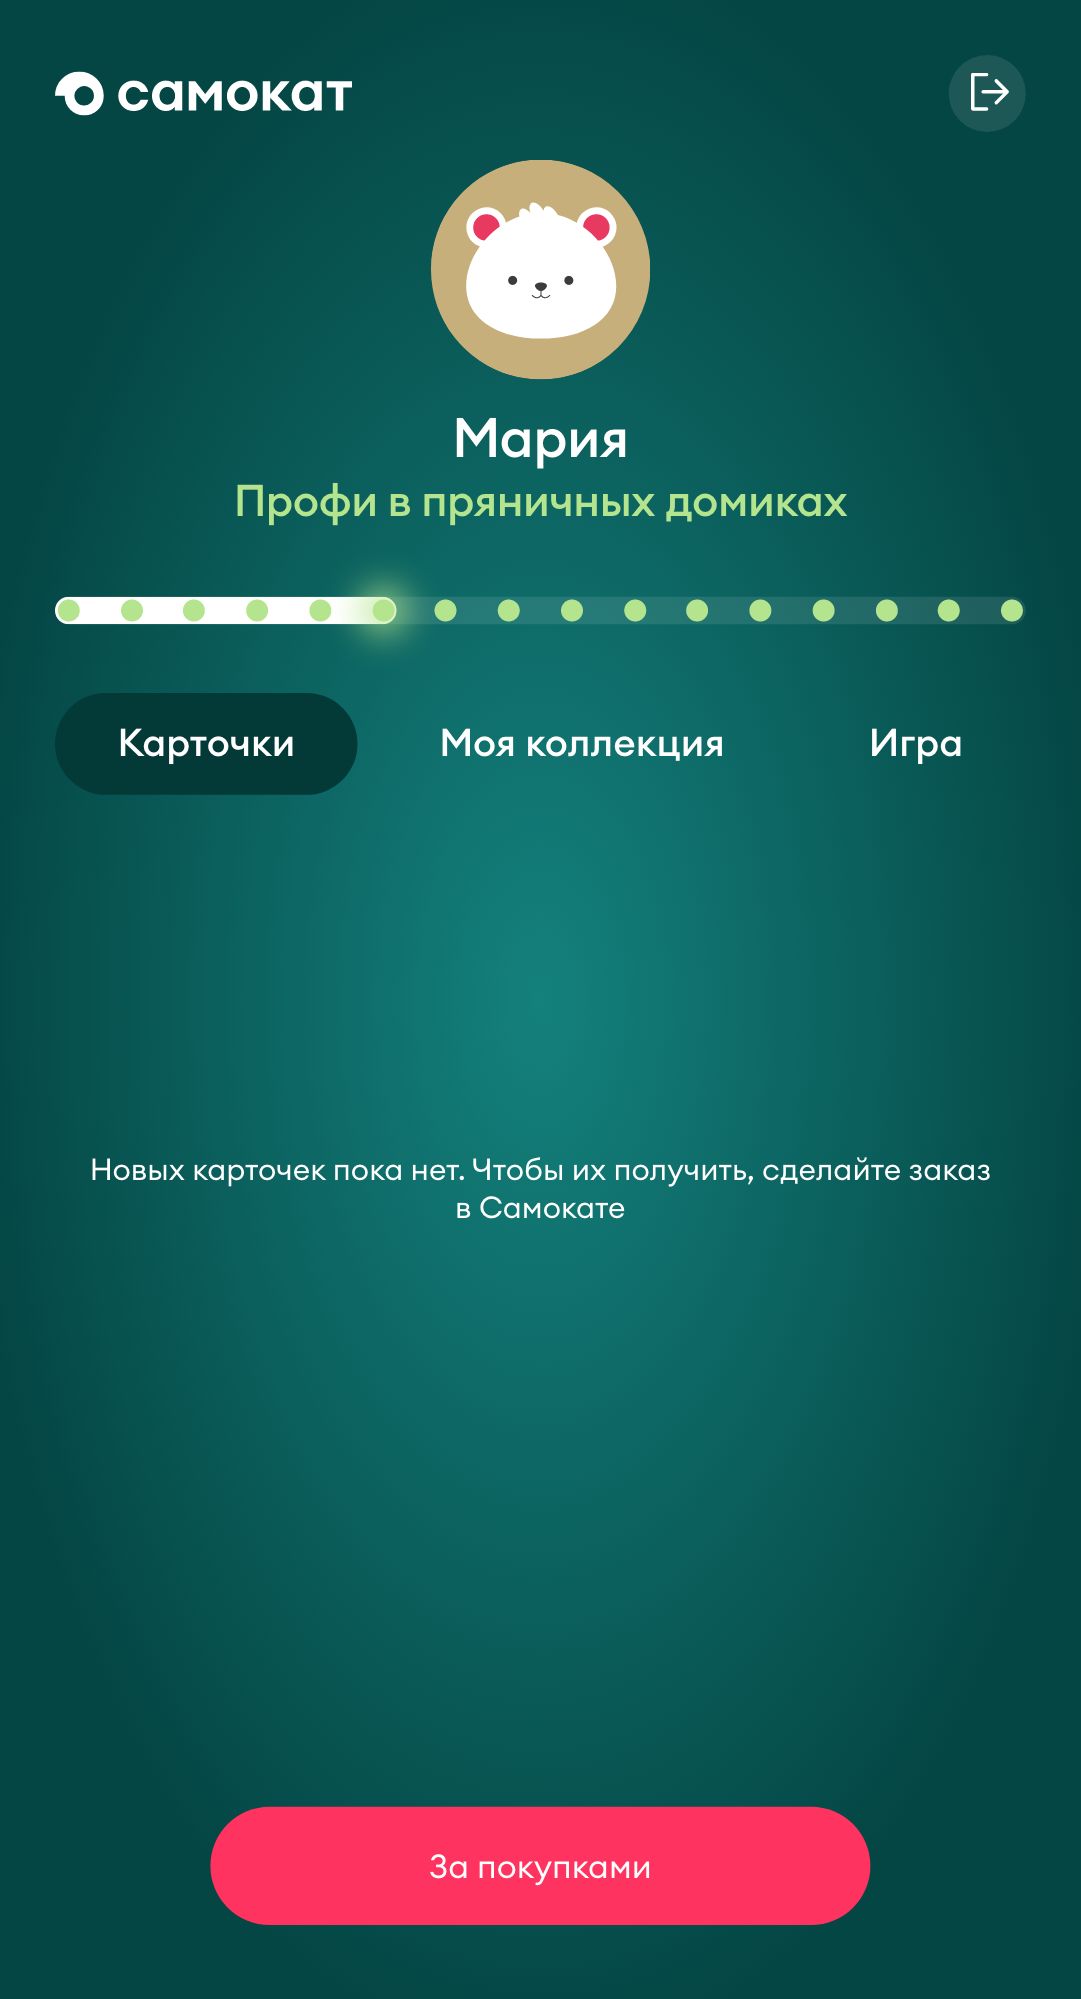 самокат
Мария
Профи в пряничных домиках
Карточки
Моя коллекция
Игра
Новых карточек пока нет. Чтобы их получить, сделайте заказ
в Самокате
За покупками